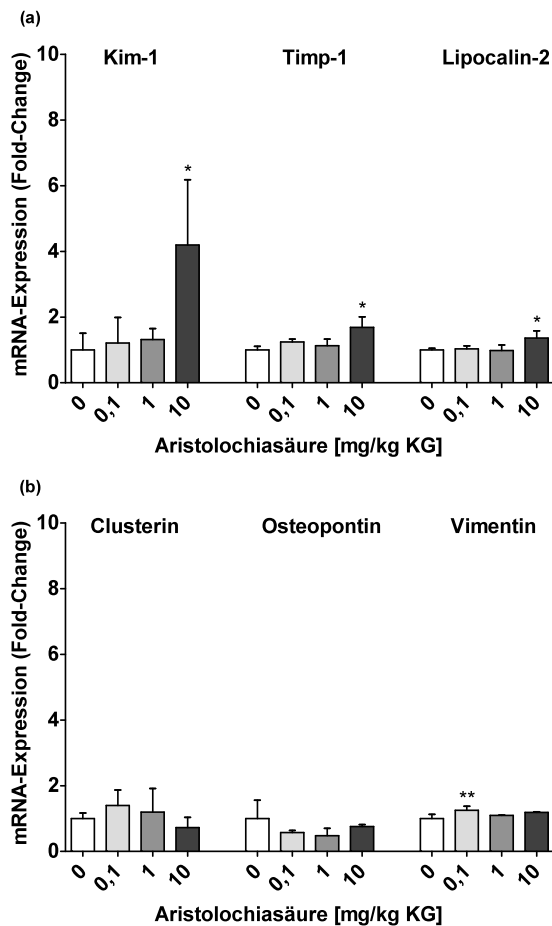 (a)
Kim-1 Timp-1 Lipocalin-2
mRNA-Expression (Fold-Change)
10
8
6
4
2
0
* * *
0 0,1 1 10 0 0,1 1 10 0 0,1 1 10
Aristolochiasäure [mg/kg KG]
(b)
Clusterin Osteopontin Vimentin
mRNA-Expression (Fold-Change)
10
8
6
4
2
0
**
0 0,1 1 10 0 0,1 1 10 0 0,1 1 10
Aristolochiasäure [mg/kg KG]